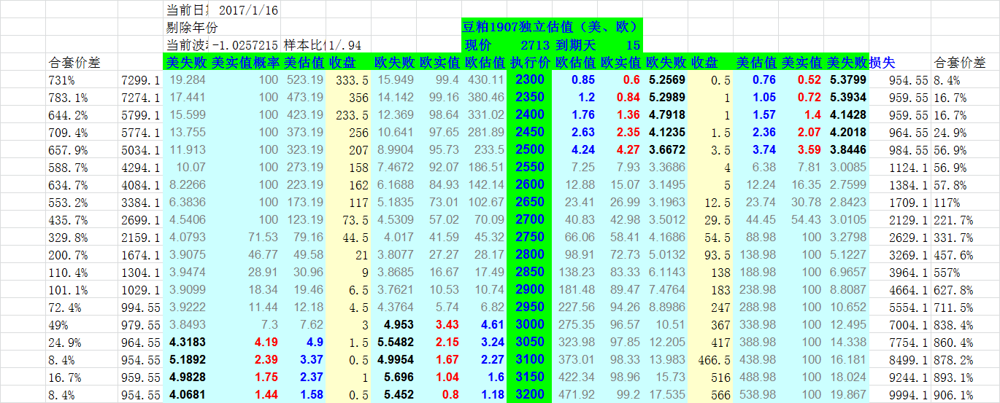 当前日期 2017/1/16
剔除年份 豆粕1907独立估值（美、欧）
当前波 -1.0257215 样本比 1/.94 现价 2713 到期天 15
合套价差 美失败 美实值概率 美估值 收盘 欧失败 欧实值 欧估值 执行价 欧估值 欧实值 欧失败 收盘 美估值 美实值 美失败 损失 合套价差
731% 7299.1 19.284 100 523.19 333.5 15.949 99.4 430.11 2300 0.85 0.6 5.2569 0.5 0.76 0.52 5.3799 954.55 8.4%
783.1% 7274.1 17.441 100 473.19 356 14.142 99.16 380.46 2350 1.2 0.84 5.2989 1 1.05 0.72 5.3934 959.55 16.7%
644.2% 5799.1 15.599 100 423.19 233.5 12.369 98.64 331.02 2400 1.76 1.36 4.7918 1 1.57 1.4 4.1428 959.55 16.7%
709.4% 5774.1 13.755 100 373.19 256 10.641 97.65 281.89 2450 2.63 2.35 4.1235 1.5 2.36 2.07 4.2018 964.55 24.9%
657.9% 5034.1 11.913 100 323.19 207 8.9904 95.73 233.5 2500 4.24 4.27 3.6672 3.5 3.74 3.59 3.8446 984.55 56.9%
588.7% 4294.1 10.07 100 273.19 158 7.4672 92.07 186.51 2550 7.25 7.93 3.3686 4 6.38 7.81 3.0085 1124.1 56.9%
634.7% 4084.1 8.2266 100 223.19 162 6.1688 84.93 142.14 2600 12.88 15.07 3.1495 5 12.24 16.35 2.7599 1384.1 57.8%
553.2% 3384.1 6.3836 100 173.19 117 5.1835 73.01 102.67 2650 23.41 26.99 3.1963 12.5 23.74 30.78 2.8423 1709.1 117%
435.7% 2699.1 4.5406 100 123.19 73.5 4.5309 57.02 70.09 2700 40.83 42.98 3.5012 29.5 44.45 54.43 3.0105 2129.1 221.7%
329.8% 2159.1 4.0793 71.53 79.16 44.5 4.017 41.59 45.32 2750 66.06 58.41 4.1686 54.5 88.98 100 3.2798 2629.1 331.7%
200.7% 1674.1 3.9075 46.77 49.58 21 3.8077 27.27 28.17 2800 98.91 72.73 5.0132 93.5 138.98 100 5.1227 3269.1 457.6%
110.4% 1304.1 3.9474 28.91 30.96 9 3.8685 16.67 17.49 2850 138.23 83.33 6.1143 138 188.98 100 6.9657 3964.1 557%
101.1% 1029.1 3.9099 18.34 19.46 6.5 3.7621 10.53 10.74 2900 181.48 89.47 7.4764 183 238.98 100 8.8087 4664.1 627.8%
72.4% 994.55 3.9222 11.44 12.18 4.5 4.3764 5.74 6.82 2950 227.56 94.26 8.8986 247 288.98 100 10.652 5554.1 711.5%
49% 979.55 3.8493 7.3 7.62 3 4.953 3.43 4.61 3000 275.35 96.57 10.51 367 338.98 100 12.495 7004.1 838.4%
24.9% 964.55 4.3183 4.19 4.9 1.5 5.5482 2.15 3.24 3050 323.98 97.85 12.205 417 388.98 100 14.338 7754.1 860.4%
8.4% 954.55 5.1892 2.39 3.37 0.5 4.9954 1.67 2.27 3100 373.01 98.33 13.983 466.5 438.98 100 16.181 8499.1 878.2%
16.7% 959.55 4.9828 1.75 2.37 1 5.696 1.04 1.6 3150 422.34 98.96 15.73 516 488.98 100 18.024 9244.1 893.1%
8.4% 954.55 4.0681 1.44 1.58 0.5 5.452 0.8 1.18 3200 471.92 99.2 17.535 566 538.98 100 19.867 9994.1 906.1%